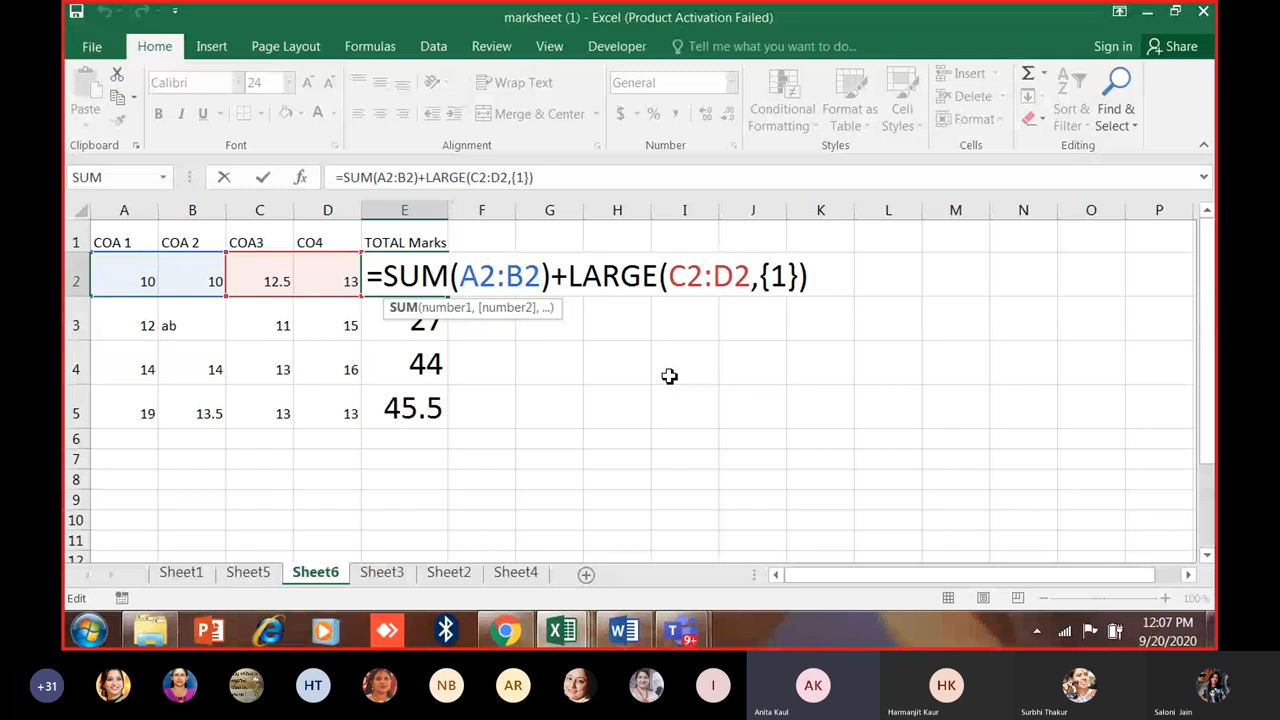 marksheet (1) - Excel (Product Activation Failed)
File Home Insert Page Layout Formulas Data Review View Developer Tell me what you want to do... Sign in Share
Calibri 24 Wrap Text General Insert
Paste Delete
B I U Merge & Center $ % Conditional Formatting Format as Table Cell Styles Format Sort & Filter Find & Select
Clipboard Font Alignment Number Styles Cells Editing
SUM =SUM(A2:B2)+LARGE(C2:D2,{1})
A B C D E F G H I J K L M N O P
1 COA 1 COA 2 COA3 CO4 TOTAL Marks
2 10 10 12.5 13 =SUM(A2:B2)+LARGE(C2:D2,{1})
SUM(number1, [number2], ...)
3 12 ab 11 15 27
4 14 14 13 16 44
5 19 13.5 13 13 45.5
6
7
8
9
10
11
12
Sheet1 Sheet5 Sheet6 Sheet3 Sheet2 Sheet4
Edit 100%
9+ 12:07 PM
9/20/2020
+31 HT NB AR I AK HK
Anita Kaul Harmanjit Kaur Surbhi Thakur Saloni Jain